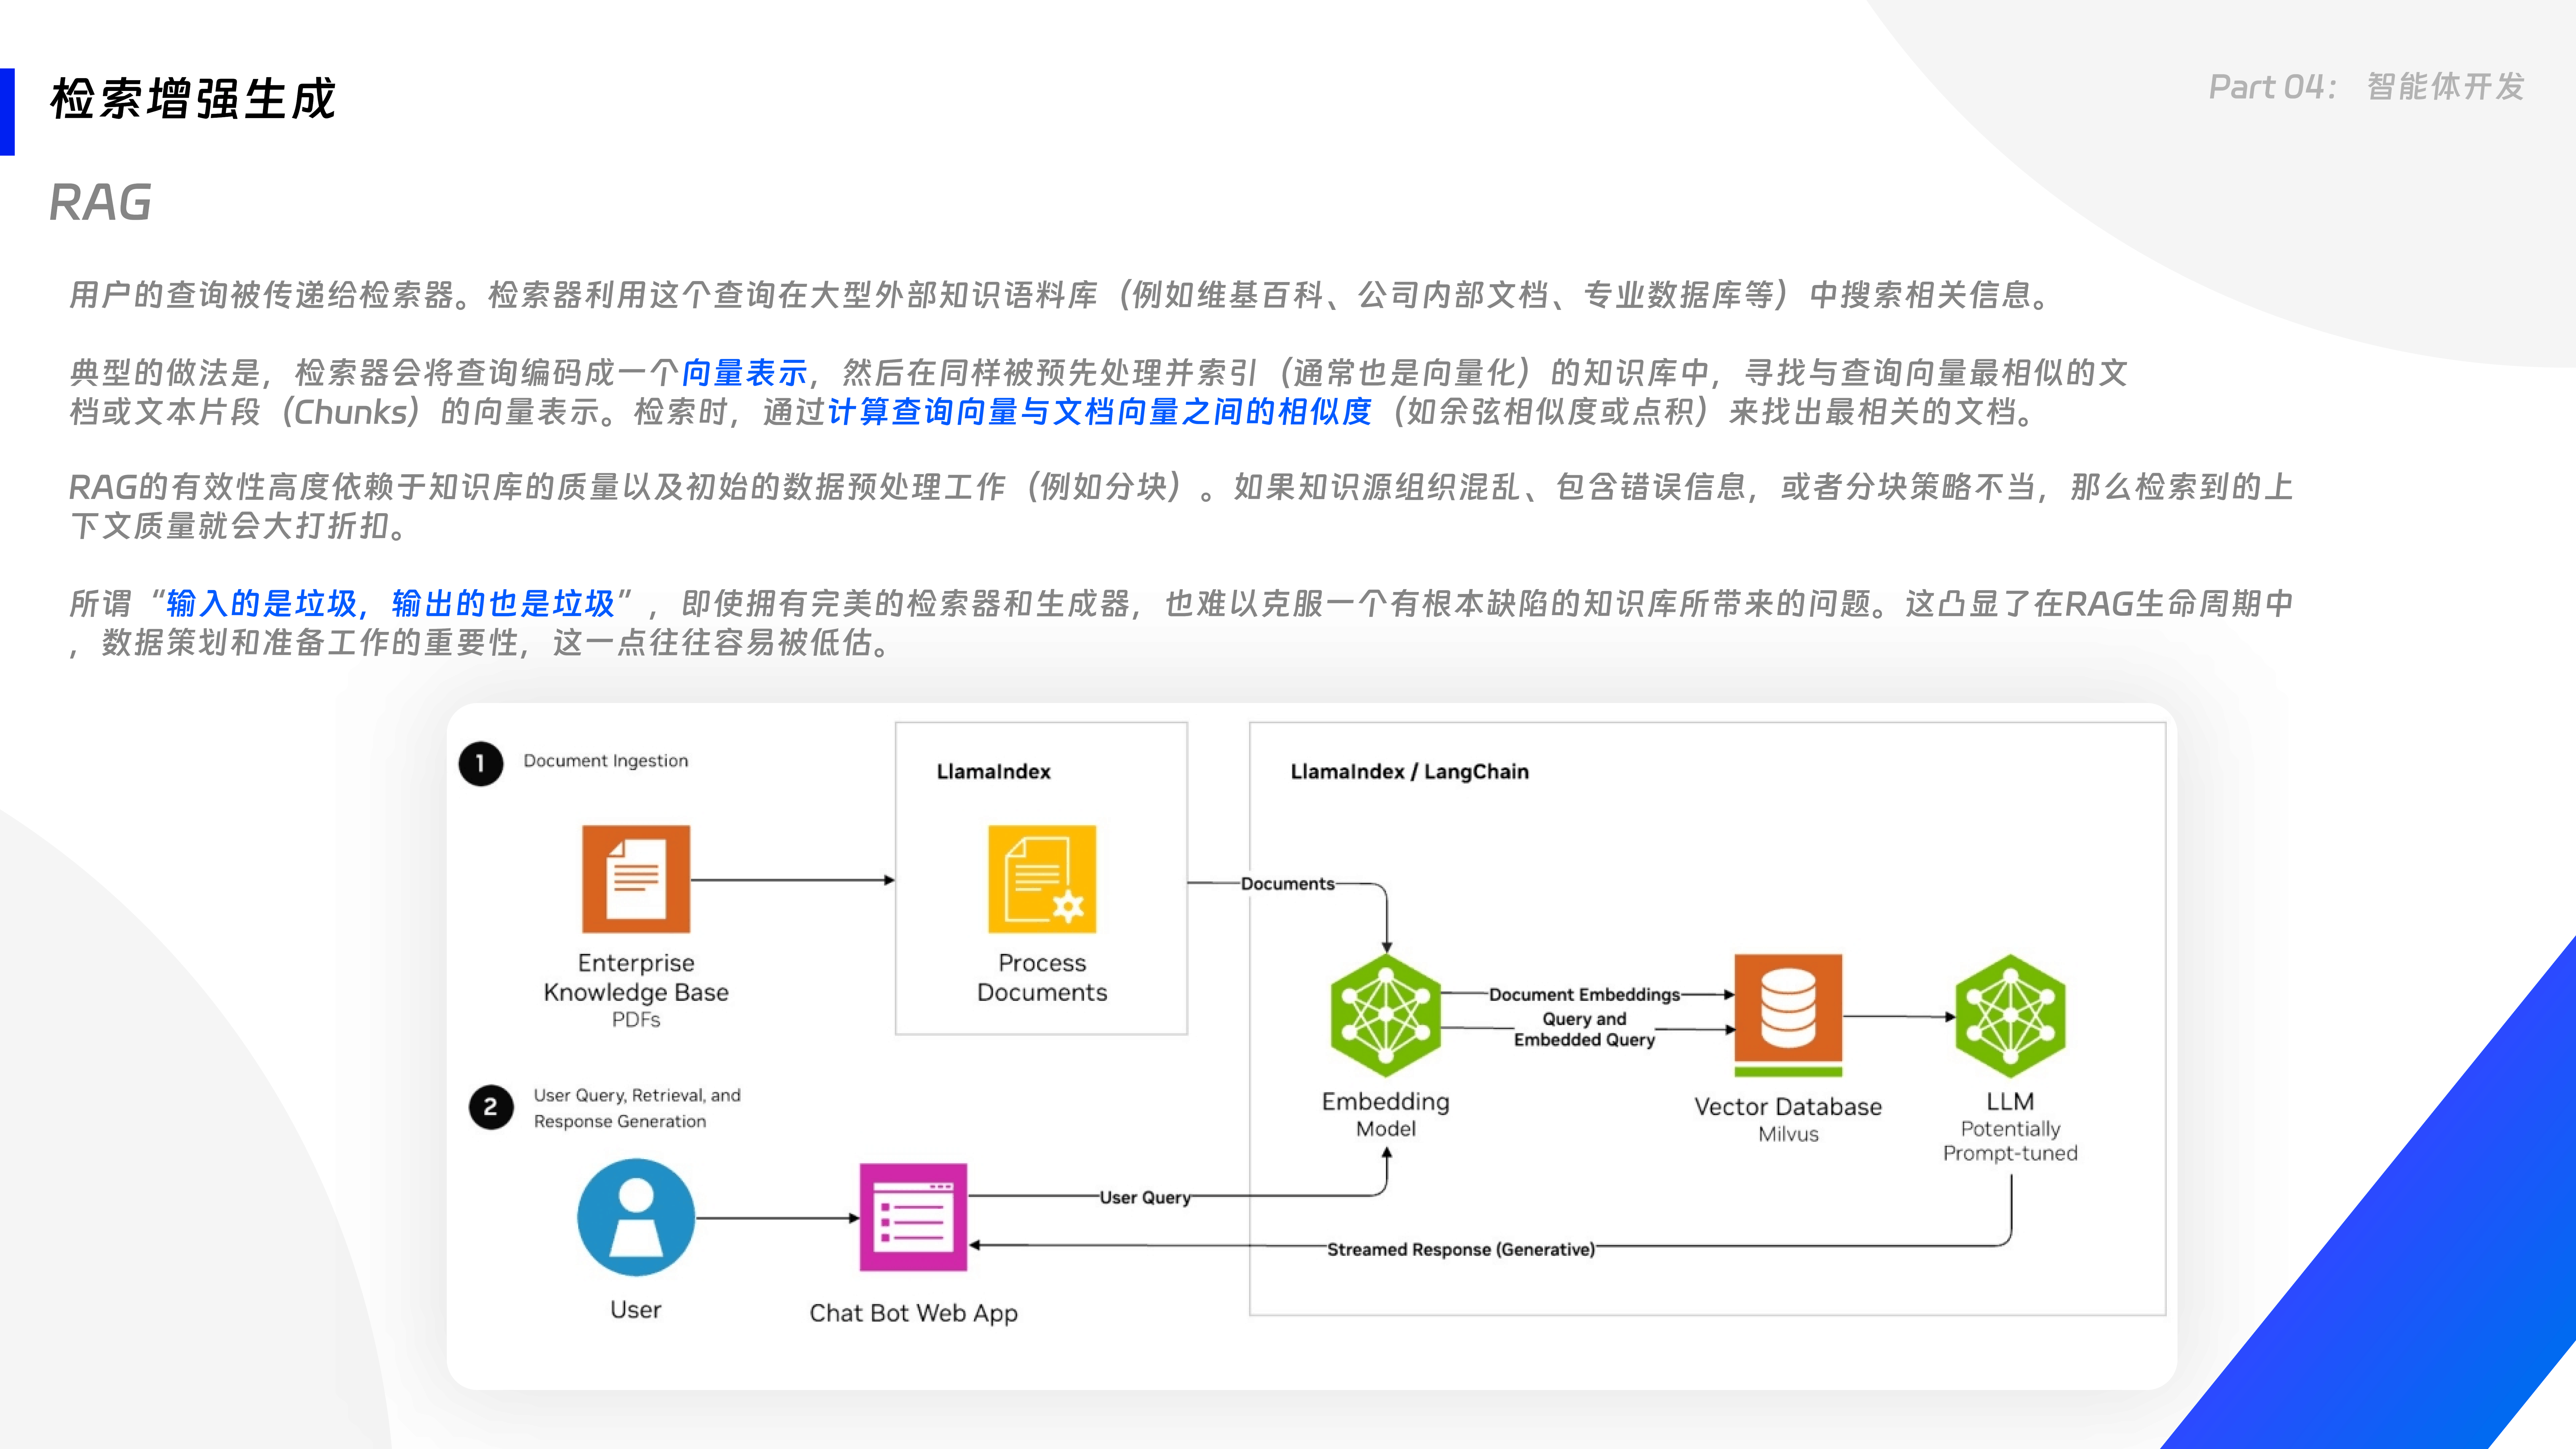 检索增强生成
Part 04： 智能体开发
RAG
用户的查询被传递给检索器。检索器利用这个查询在大型外部知识语料库（例如维基百科、公司内部文档、专业数据库等）中搜索相关信息。
典型的做法是，检索器会将查询编码成一个向量表示，然后在同样被预先处理并索引（通常也是向量化）的知识库中，寻找与查询向量最相似的文
档或文本片段（Chunks）的向量表示。检索时，通过计算查询向量与文档向量之间的相似度（如余弦相似度或点积）来找出最相关的文档。
RAG的有效性高度依赖于知识库的质量以及初始的数据预处理工作（例如分块）。如果知识源组织混乱、包含错误信息，或者分块策略不当，那么检索到的上
下文质量就会大打折扣。
所谓“输入的是垃圾，输出的也是垃圾”，即使拥有完美的检索器和生成器，也难以克服一个有根本缺陷的知识库所带来的问题。这凸显了在RAG生命周期中
，数据策划和准备工作的重要性，这一点往往容易被低估。
1
Document Ingestion
LlamaIndex
LlamaIndex / LangChain
Enterprise
Knowledge Base
PDFs
Process
Documents
Documents
Document Embeddings
Query and
Embedded Query
Embedding
Model
Vector Database
Milvus
LLM
Potentially
Prompt-tuned
2
User Query, Retrieval, and
Response Generation
User Query
Streamed Response (Generative)
User
Chat Bot Web App